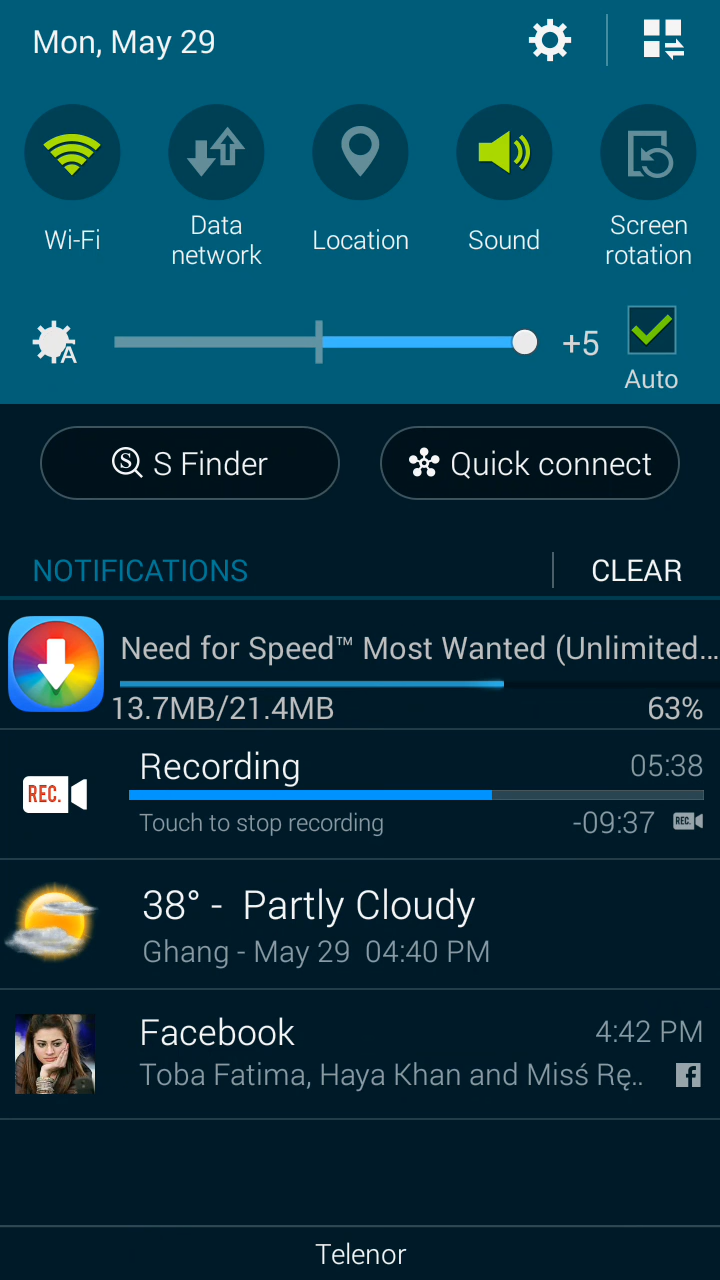 Mon, May 29
Wi-Fi
Data network
Location
Sound
Screen rotation
A
+5
Auto
S Finder
Quick connect
NOTIFICATIONS
CLEAR
Need for Speed™ Most Wanted (Unlimited...
13.7MB/21.4MB 63%
REC.
Recording 05:38
Touch to stop recording -09:37 REC.
38° - Partly Cloudy
Ghang - May 29 04:40 PM
Facebook 4:42 PM
Toba Fatima, Haya Khan and Misś Rę..
Telenor